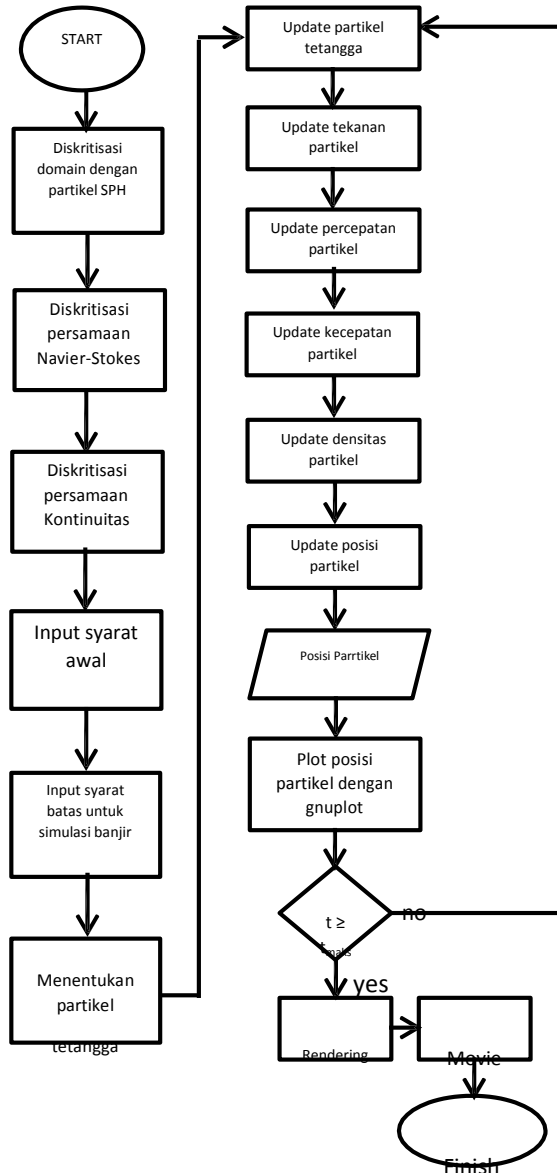 START
Diskritisasi
domain dengan
partikel SPH
Diskritisasi
persamaan
Navier-Stokes
Diskritisasi
persamaan
Kontinuitas
Input syarat
awal
Input syarat
batas untuk
simulasi banjir
Menentukan
partikel
tetangga
Update partikel
tetangga
Update tekanan
partikel
Update percepatan
partikel
Update kecepatan
partikel
Update densitas
partikel
Update posisi
partikel
Posisi Parrtikel
Plot posisi
partikel dengan
gnuplot
t ≥
tmaks
no
yes
Rendering
Movie
Finish